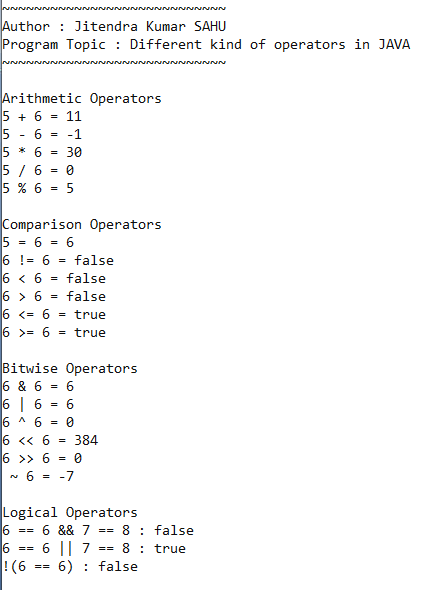 ~~~~~~~~~~~~~~~~~~~~~~~~~~~~
Author : Jitendra Kumar SAHU
Program Topic : Different kind of operators in JAVA
~~~~~~~~~~~~~~~~~~~~~~~~~~~~
Arithmetic Operators
5 + 6 = 11
5 - 6 = -1
5 * 6 = 30
5 / 6 = 0
5 % 6 = 5
Comparison Operators
5 = 6 = 6
6 != 6 = false
6 < 6 = false
6 > 6 = false
6 <= 6 = true
6 >= 6 = true
Bitwise Operators
6 & 6 = 6
6 | 6 = 6
6 ^ 6 = 0
6 << 6 = 384
6 >> 6 = 0
~ 6 = -7
Logical Operators
6 == 6 && 7 == 8 : false
6 == 6 || 7 == 8 : true
!(6 == 6) : false